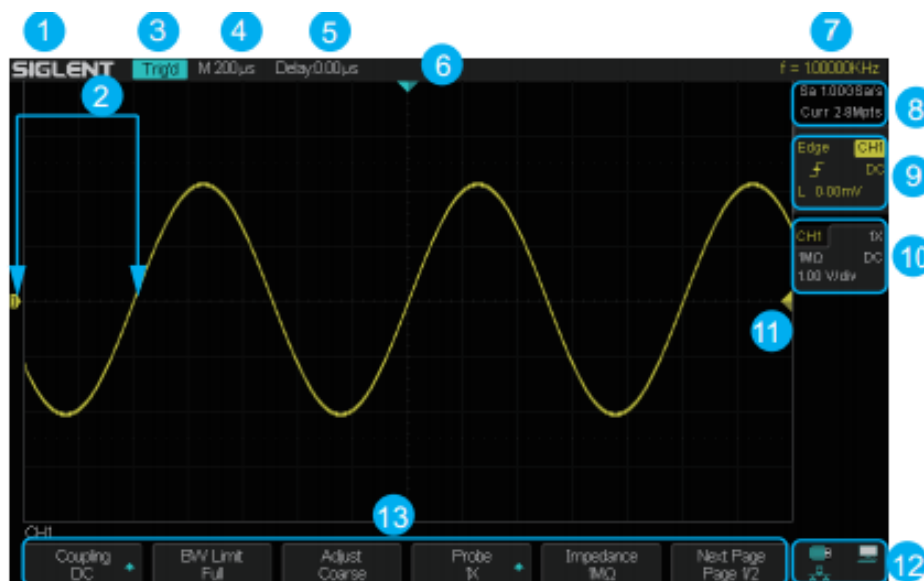 1 3 4 5 7
SIGLENT Trig'd M 200µs Delay:0.00µs 6 f = 1.00000KHz
2
Sa 1.00GSa/s
Curr 2.8Mpts
8
Edge CH1
DC
L 0.00mV
9
CH1 1X
1MΩ DC
1.00 V/div
10
11
13
CH1
Coupling
DC
BW Limit
Full
Adjust
Coarse
Probe
1X
Impedance
1MΩ
Next Page
Page 1/2
12